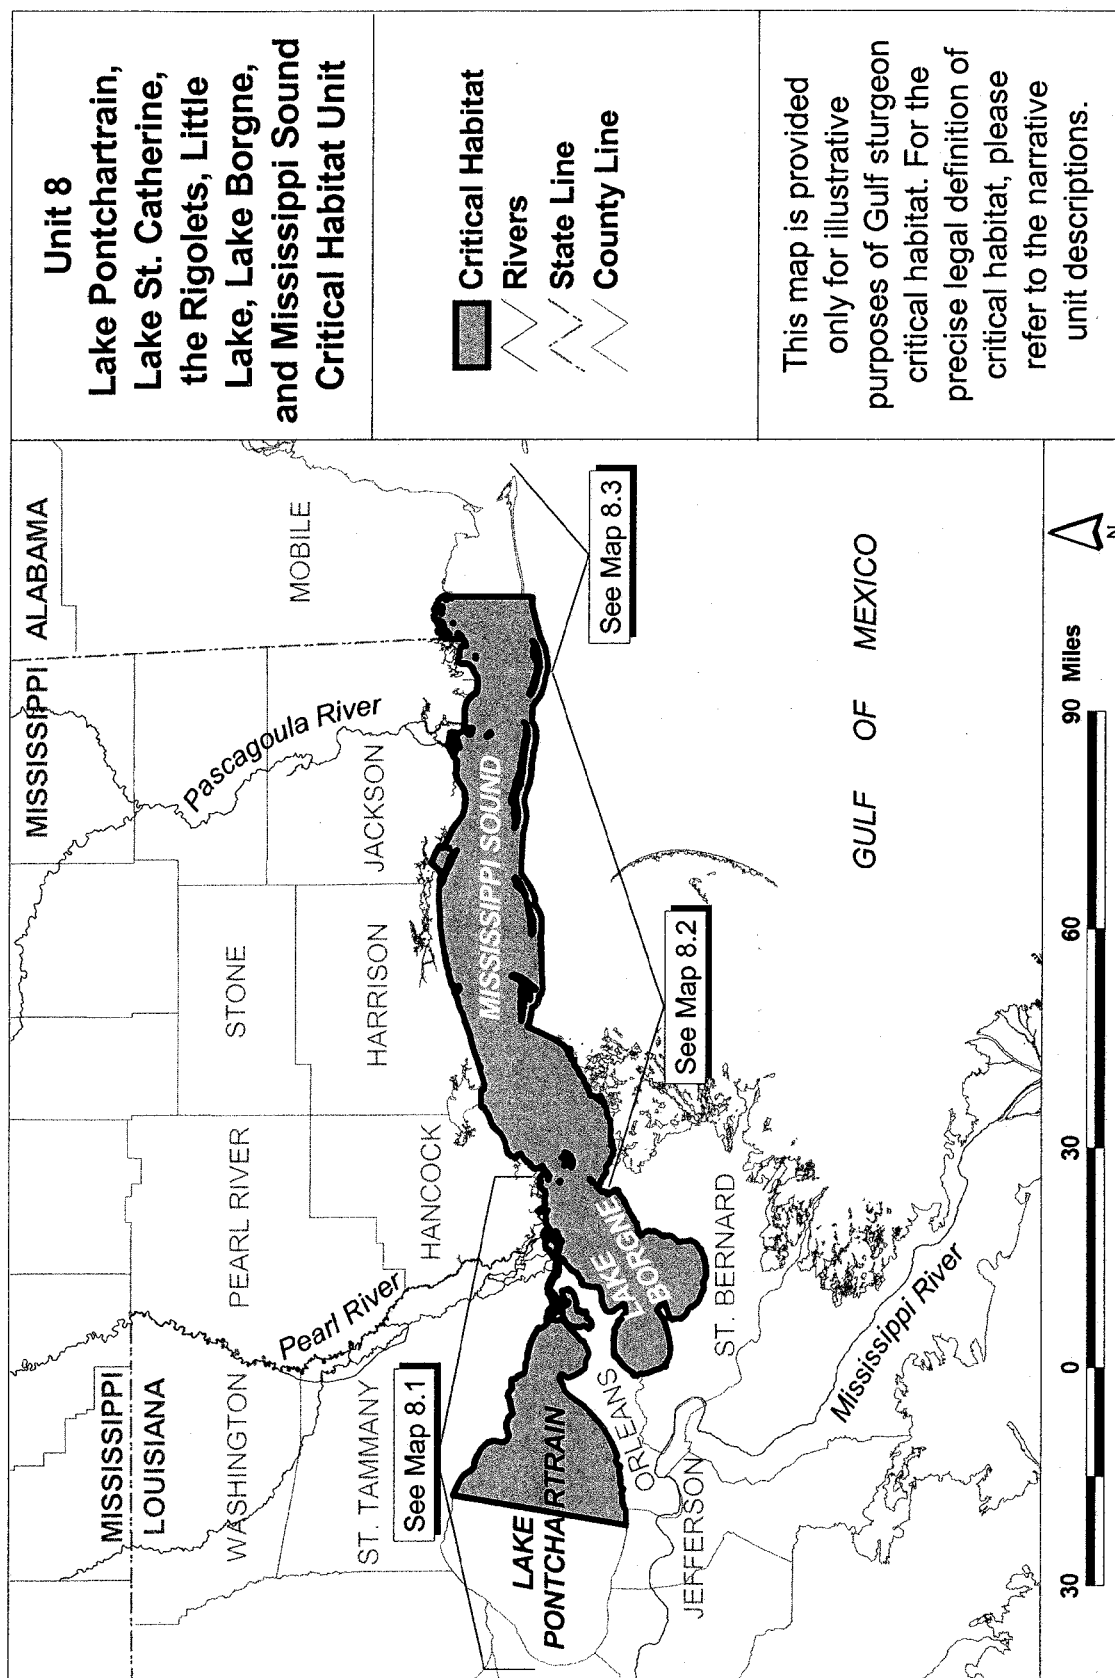 Unit 8
Lake Pontchartrain,
Lake St. Catherine,
the Rigolets, Little
Lake, Lake Borgne,
and Mississippi Sound
Critical Habitat Unit
Critical Habitat
Rivers
State Line
County Line
This map is provided
only for illustrative
purposes of Gulf sturgeon
critical habitat. For the
precise legal definition of
critical habitat, please
refer to the narrative
unit descriptions.
MISSISSIPPI
ALABAMA
MISSISSIPPI
LOUISIANA
WASHINGTON
PEARL RIVER
STONE
Pascagoula River
MOBILE
Pearl River
ST. TAMMANY
HANCOCK
HARRISON
JACKSON
See Map 8.1
MISSISSIPPI SOUND
LAKE
PONTCHARTRAIN
LAKE
BORGNE
ORLEANS
JEFFERSON
ST. BERNARD
See Map 8.2
See Map 8.3
Mississippi River
GULF OF MEXICO
30 0 30 60 90 Miles
N